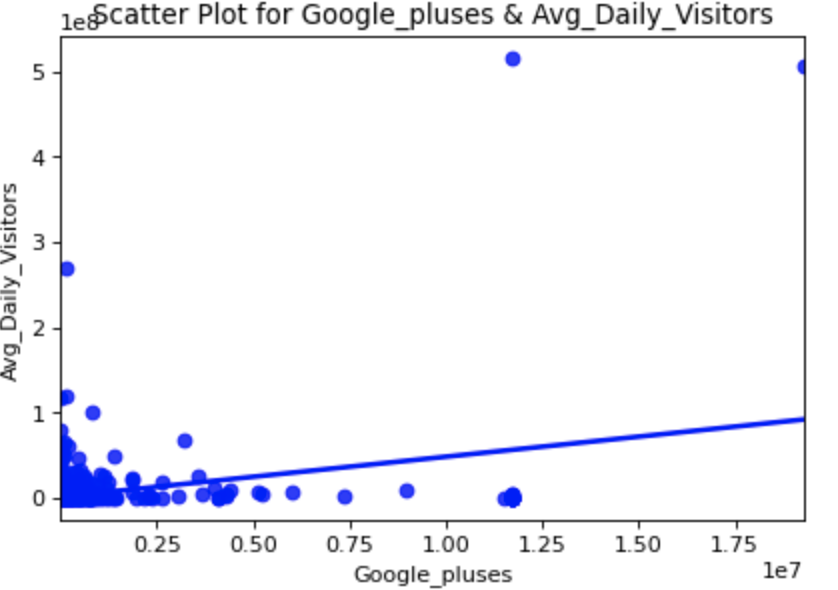 Scatter Plot for Google_pluses & Avg_Daily_Visitors
1e8
5
4
3
2
1
0
Avg_Daily_Visitors
0.25 0.50 0.75 1.00 1.25 1.50 1.75
1e7
Google_pluses